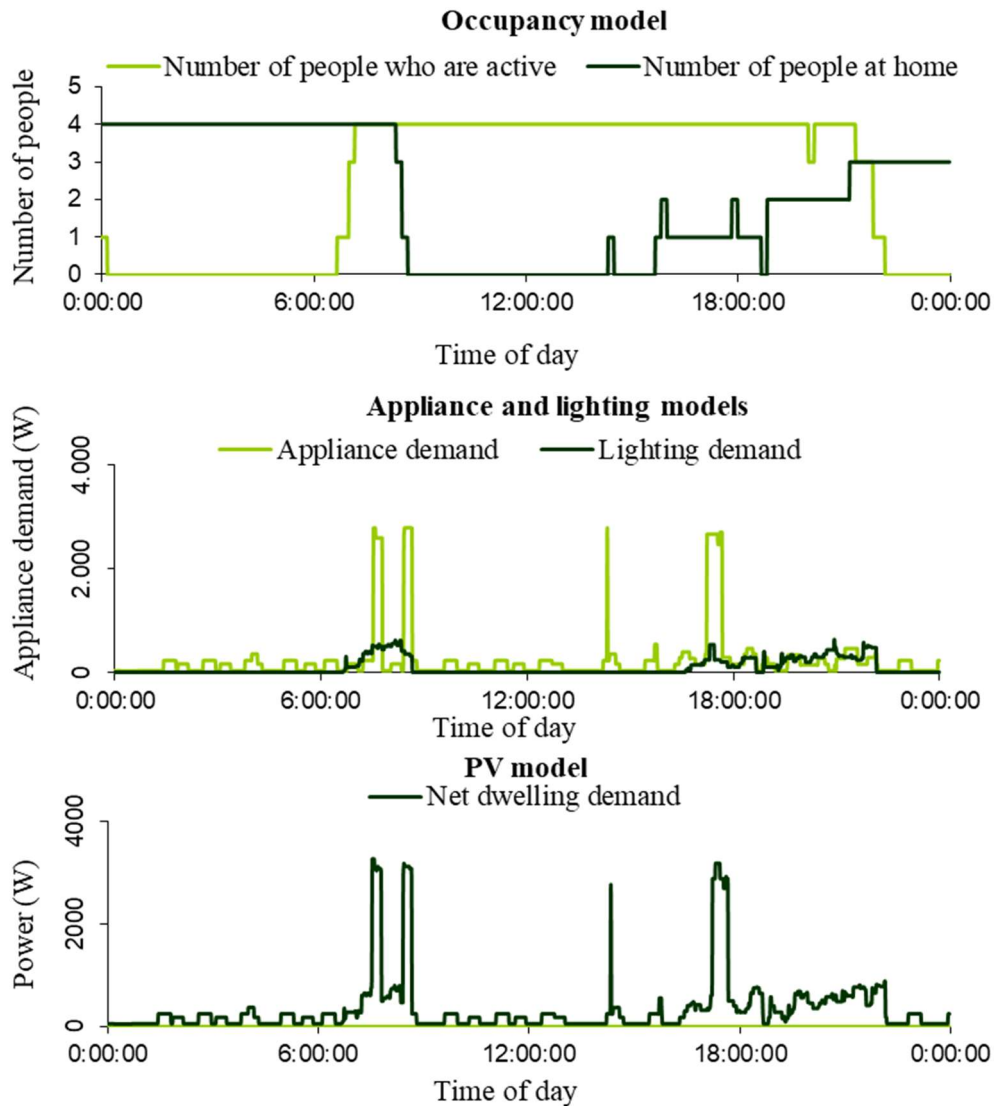 Occupancy model
Number of people who are active Number of people at home
Number of people
5
4
3
2
1
0
0:00:00 6:00:00 12:00:00 18:00:00 0:00:00
Time of day
Appliance and lighting models
Appliance demand Lighting demand
Appliance demand (W)
4.000
2.000
0
0:00:00 6:00:00 12:00:00 18:00:00 0:00:00
Time of day
PV model
Net dwelling demand
Power (W)
4000
2000
0
0:00:00 6:00:00 12:00:00 18:00:00 0:00:00
Time of day